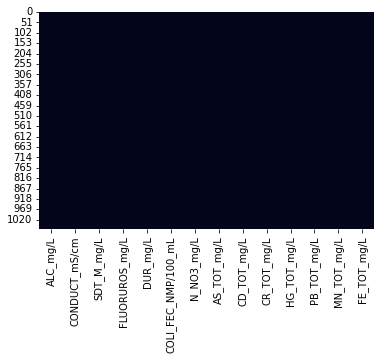 0
51
102
153
204
255
306
357
408
459
510
561
612
663
714
765
816
867
918
969
1020
ALC_mg/L
CONDUCT_mS/cm
SDT_M_mg/L
FLUORUROS_mg/L
DUR_mg/L
COLI_FEC_NMP/100_mL
N_NO3_mg/L
AS_TOT_mg/L
CD_TOT_mg/L
CR_TOT_mg/L
HG_TOT_mg/L
PB_TOT_mg/L
MN_TOT_mg/L
FE_TOT_mg/L